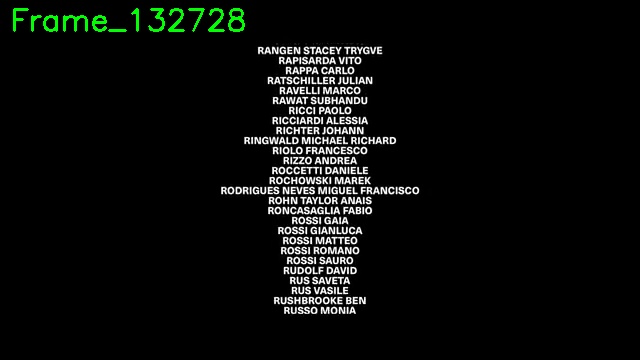 Frame_132728
RANGEN STACEY TRYGVE
RAPISARDA VITO
RAPPA CARLO
RATSCHILLER JULIAN
RAVELLI MARCO
RAWAT SUBHANDU
RICCI PAOLO
RICCIARDI ALESSIA
RICHTER JOHANN
RINGWALD MICHAEL RICHARD
RIOLO FRANCESCO
RIZZO ANDREA
ROCCETTI DANIELE
ROCHOWSKI MAREK
RODRIGUES NEVES MIGUEL FRANCISCO
ROHN TAYLOR ANAIS
RONCASAGLIA FABIO
ROSSI GAIA
ROSSI GIANLUCA
ROSSI MATTEO
ROSSI ROMANO
ROSSI SAURO
RUDOLF DAVID
RUS SAVETA
RUS VASILE
RUSHBROOKE BEN
RUSSO MONIA